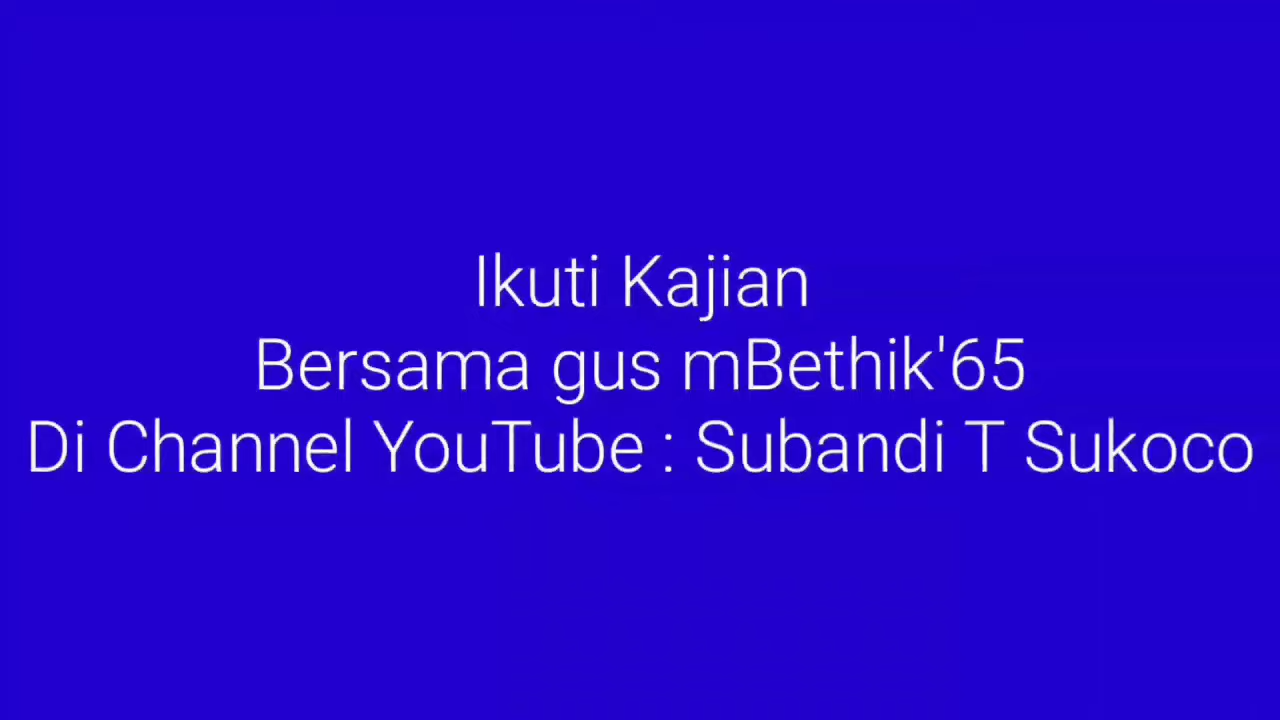 Ikuti Kajian
Bersama gus mBethik'65
Di Channel YouTube : Subandi T Sukoco